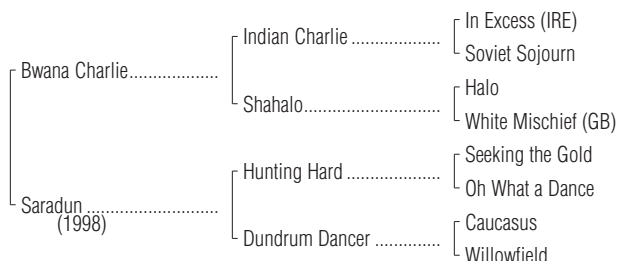 In Excess (IRE)
Indian Charlie ....................
Soviet Sojourn
Bwana Charlie...................
Halo
Shahalo.............................
White Mischief (GB)
Seeking the Gold
Hunting Hard ....................
Oh What a Dance
Saradun ............................
(1998)
Caucasus
Dundrum Dancer ...............
Willowfield